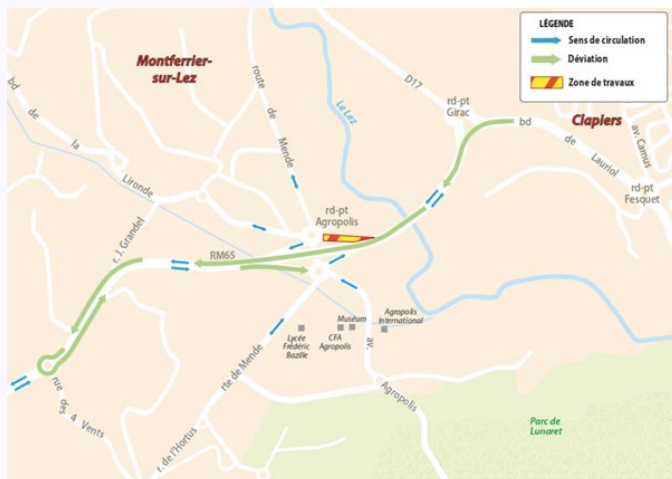 LÉGENDE
Sens de circulation
Déviation
Zone de travaux
Montferrier-
sur-Lez
bd de la Lironde
route de Mende
Le Lez
D17
rd-pt
Girac
Clapiers
bd de Lauriol
av. Camus
rd-pt
Fesquet
rd-pt
Agropolis
r. J. Grandel
RM65
Muséum
Agropolis
International
Lycée
Frédéric
Bazille
CFA
Agropolis
rte de Mende
av. Agropolis
rue des 4 Vents
r. de l'Hortus
Parc de
Lunaret